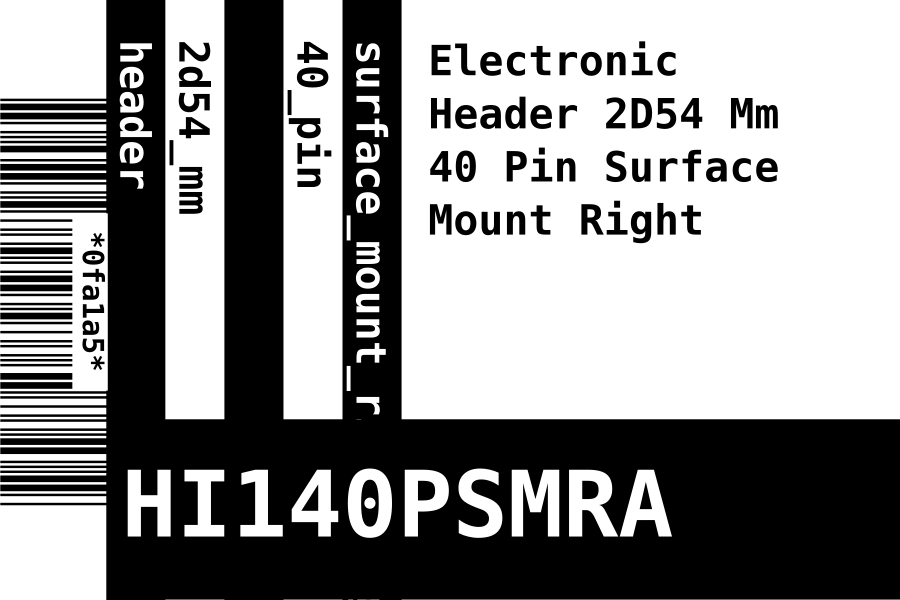 *0fa1a5*
header
2d54_mm
40_pin
surface_mount_r
Electronic
Header 2D54 Mm
40 Pin Surface
Mount Right
HI140PSMRA